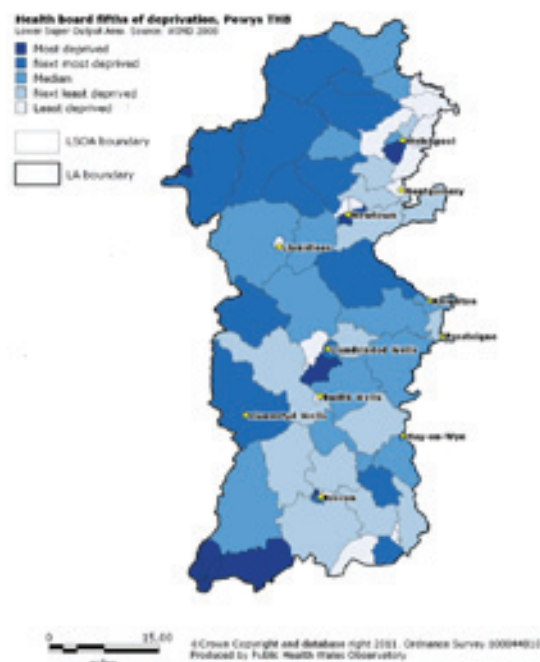 Health board fifths of deprivation, Powys THB
Lower Super Output Area. Source: WIMD 2008
Most deprived
Next most deprived
Median
Next least deprived
Least deprived
LSOA boundary
LA boundary
Welshpool
Montgomery
Newtown
Llanidloes
Knighton
Presteigne
Llandrindod Wells
Builth Wells
Llanwrtyd Wells
Hay-on-Wye
Brecon
0 15.00
©Crown Copyright and database right 2011. Ordnance Survey
Produced by Public Health Wales Observatory